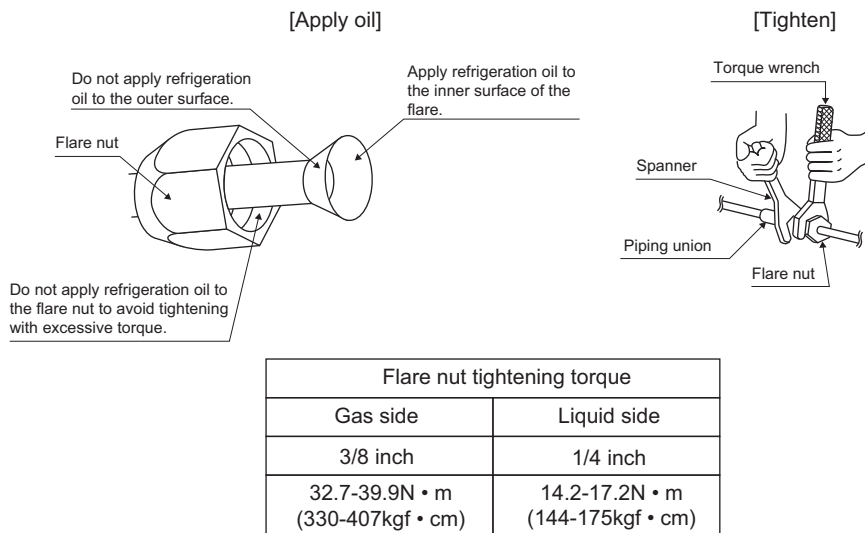 [Apply oil]
Do not apply refrigeration
oil to the outer surface.
Apply refrigeration oil to
the inner surface of the
flare.
Flare nut
Do not apply refrigeration oil to
the flare nut to avoid tightening
with excessive torque.
[Tighten]
Torque wrench
Spanner
Piping union
Flare nut
Flare nut tightening torque
Gas side Liquid side
3/8 inch 1/4 inch
32.7-39.9N • m 14.2-17.2N • m
(330-407kgf • cm) (144-175kgf • cm)